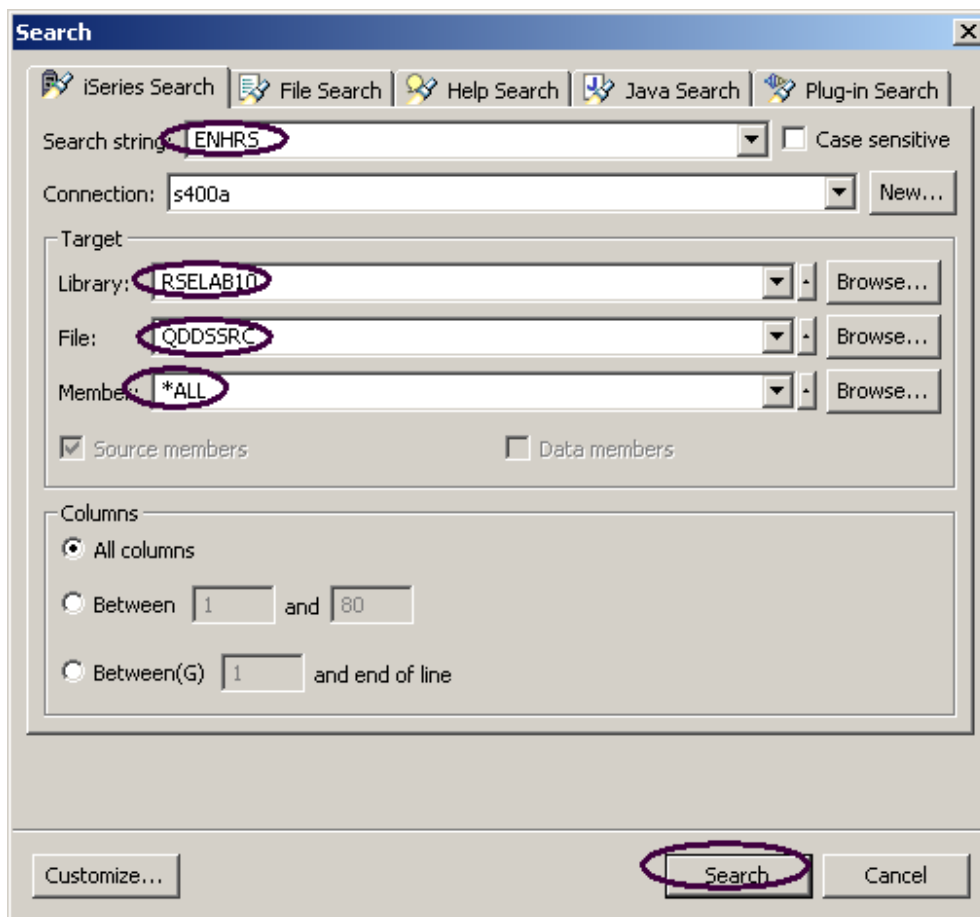 Search
iSeries Search File Search Help Search Java Search Plug-in Search
Search string: ENHRS Case sensitive
Connection: s400a New...
Target
Library: RSELAB10 Browse...
File: QDDSSRC Browse...
Member: *ALL Browse...
Source members Data members
Columns
All columns
Between 1 and 80
Between(G) 1 and end of line
Customize... Search Cancel